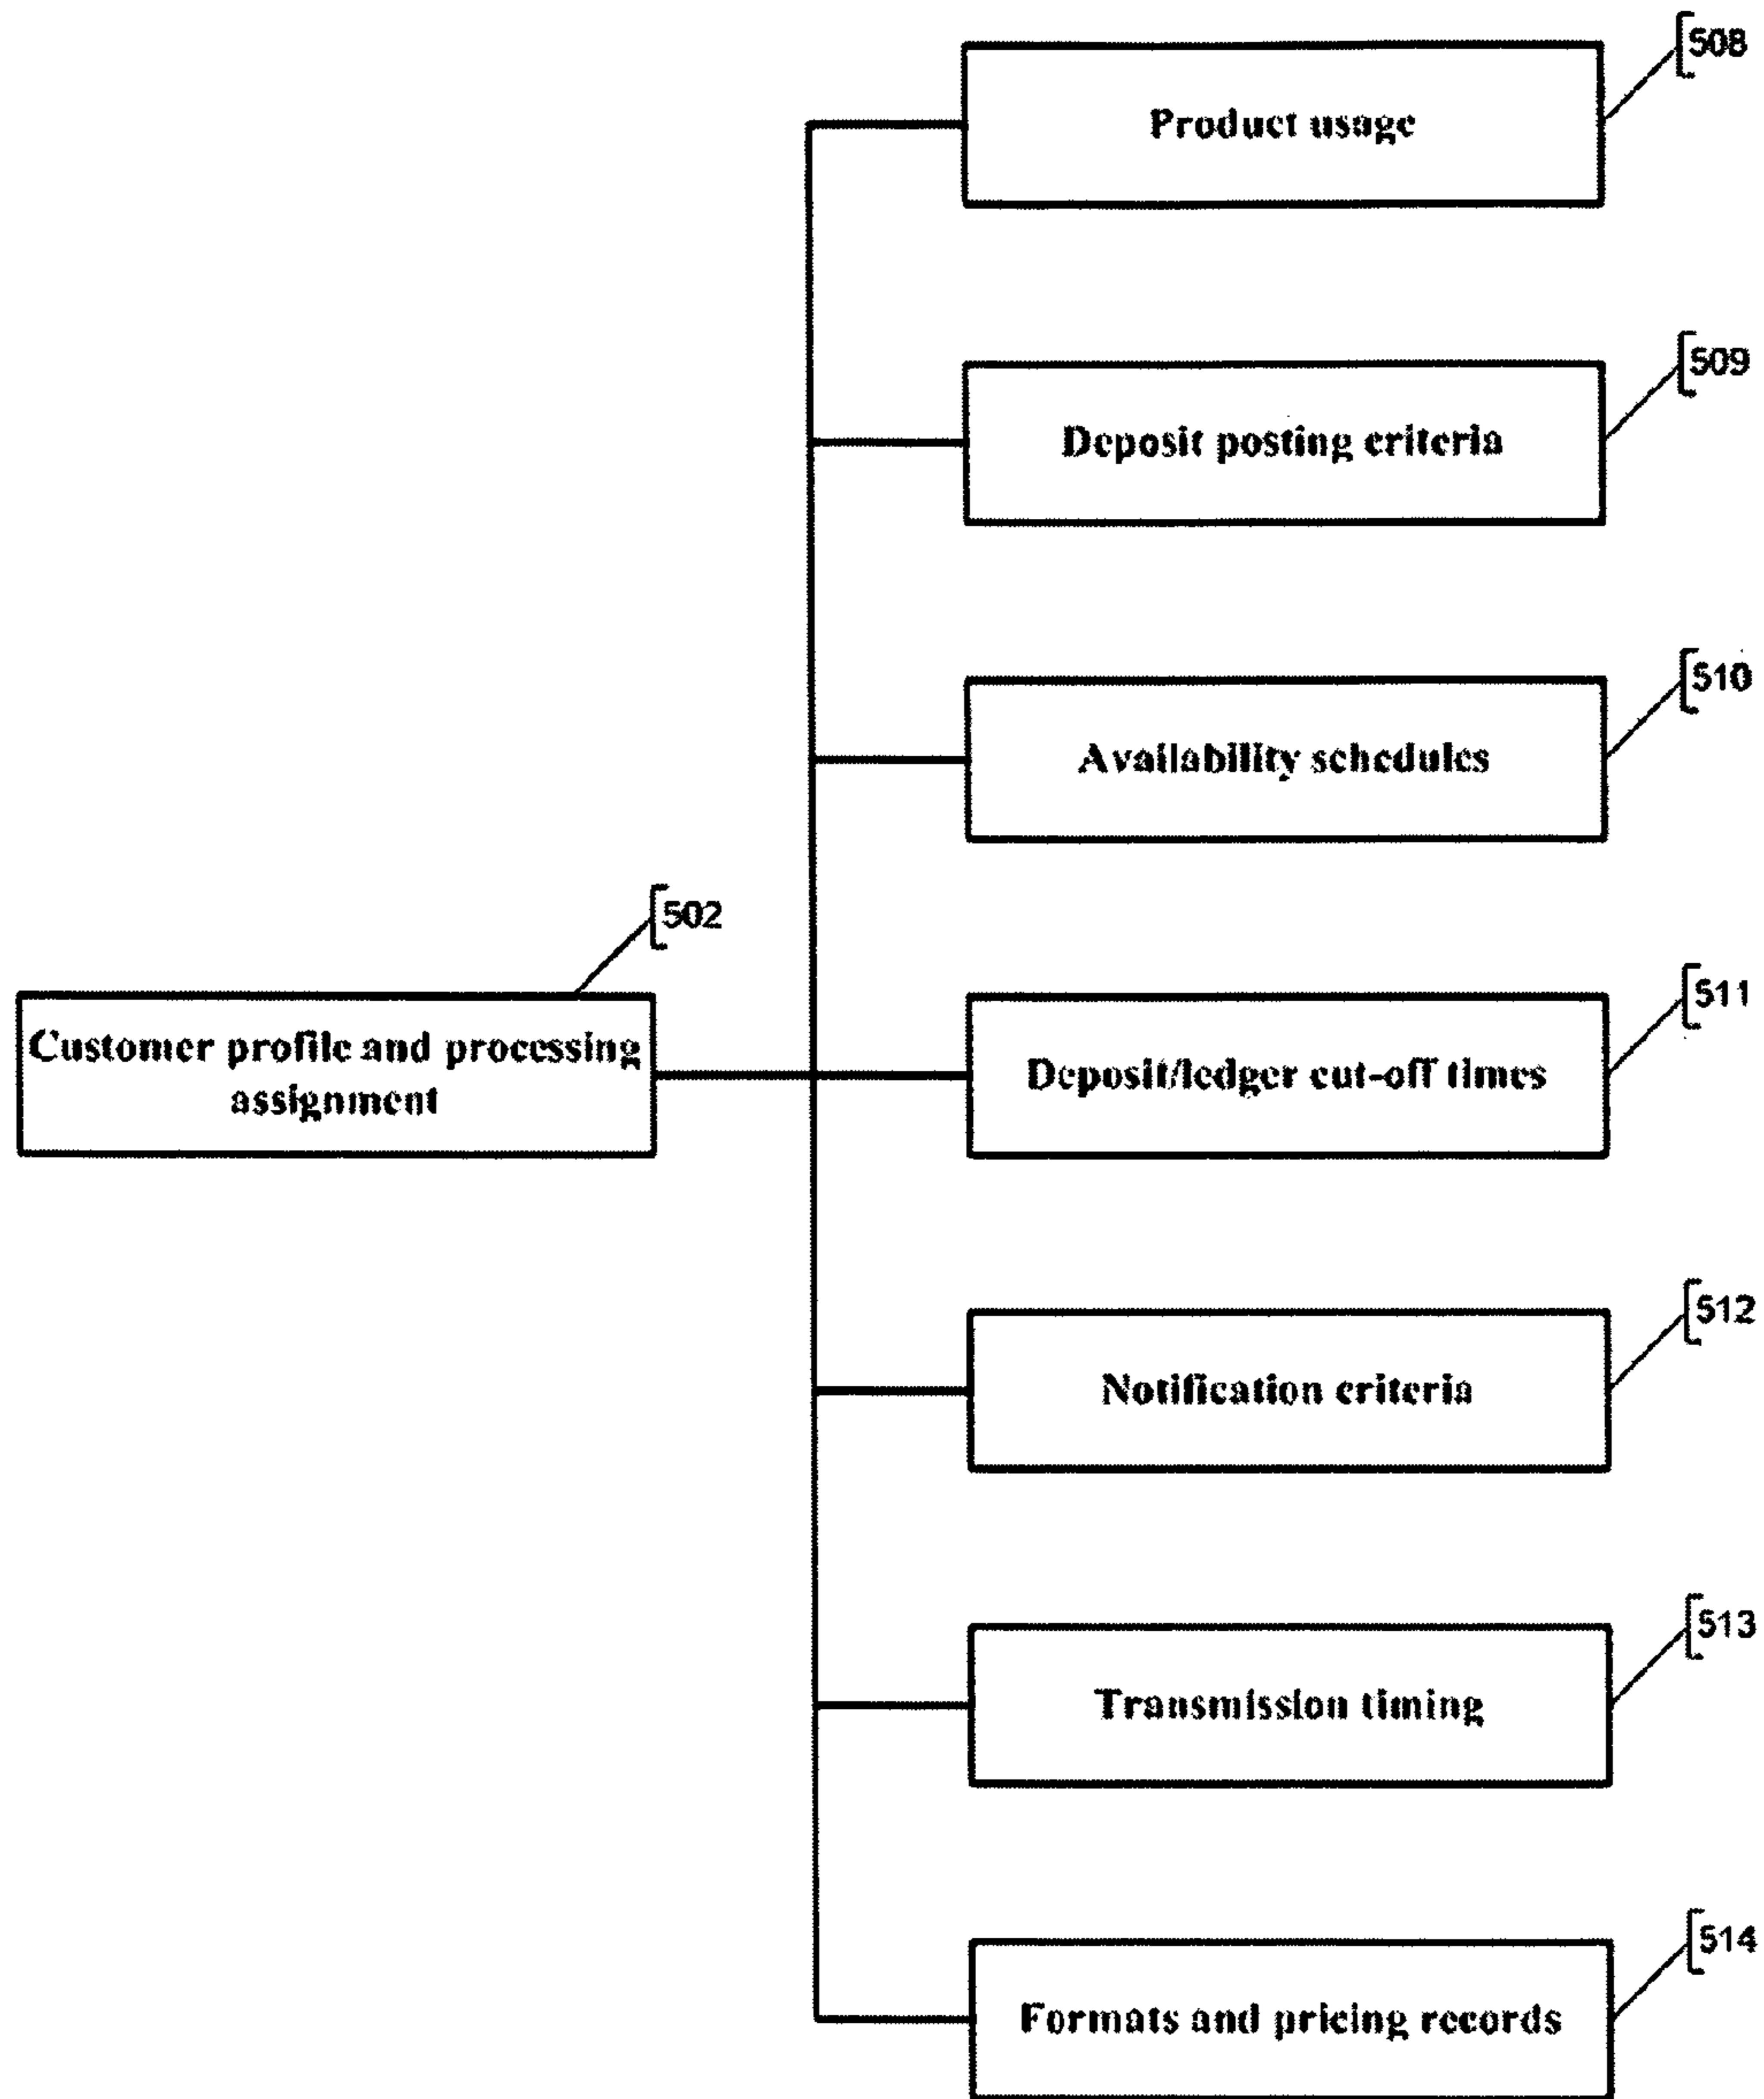 508
Product usage
509
Deposit posting criteria
510
Availability schedules
511
Deposit/ledger cut-off times
502
Customer profile and processing
assignment
512
Notification criteria
513
Transmission timing
514
Formats and pricing records